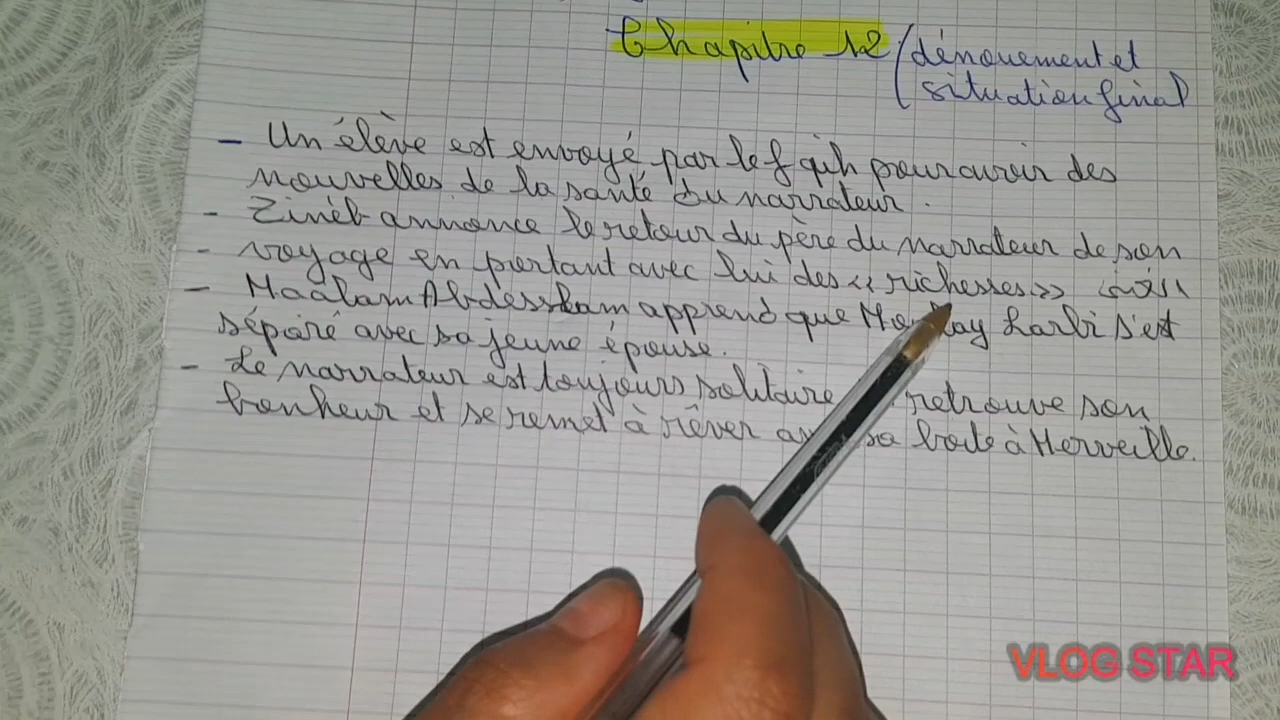 Chapitre 12 (dénouement et
situation final
- Un élève est envoyé par le fqih pour avoir des
nouvelles de la santé du narrateur.
- Zineb annonce le retour du père du narrateur de son
- voyage en portant avec lui des << richesses >>
- Maalam Abdesslam apprend que Moulay Larbi s'est
séparé avec sa jeune épouse.
- Le narrateur est toujours solitaire retrouve son
bonheur et se remet à rêver sa boite à Merveille.
VLOG STAR